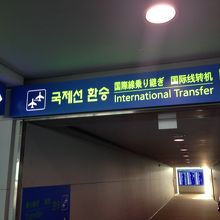 국제선 환승
国際線乗り継ぎ 国际线转机
International Transfer